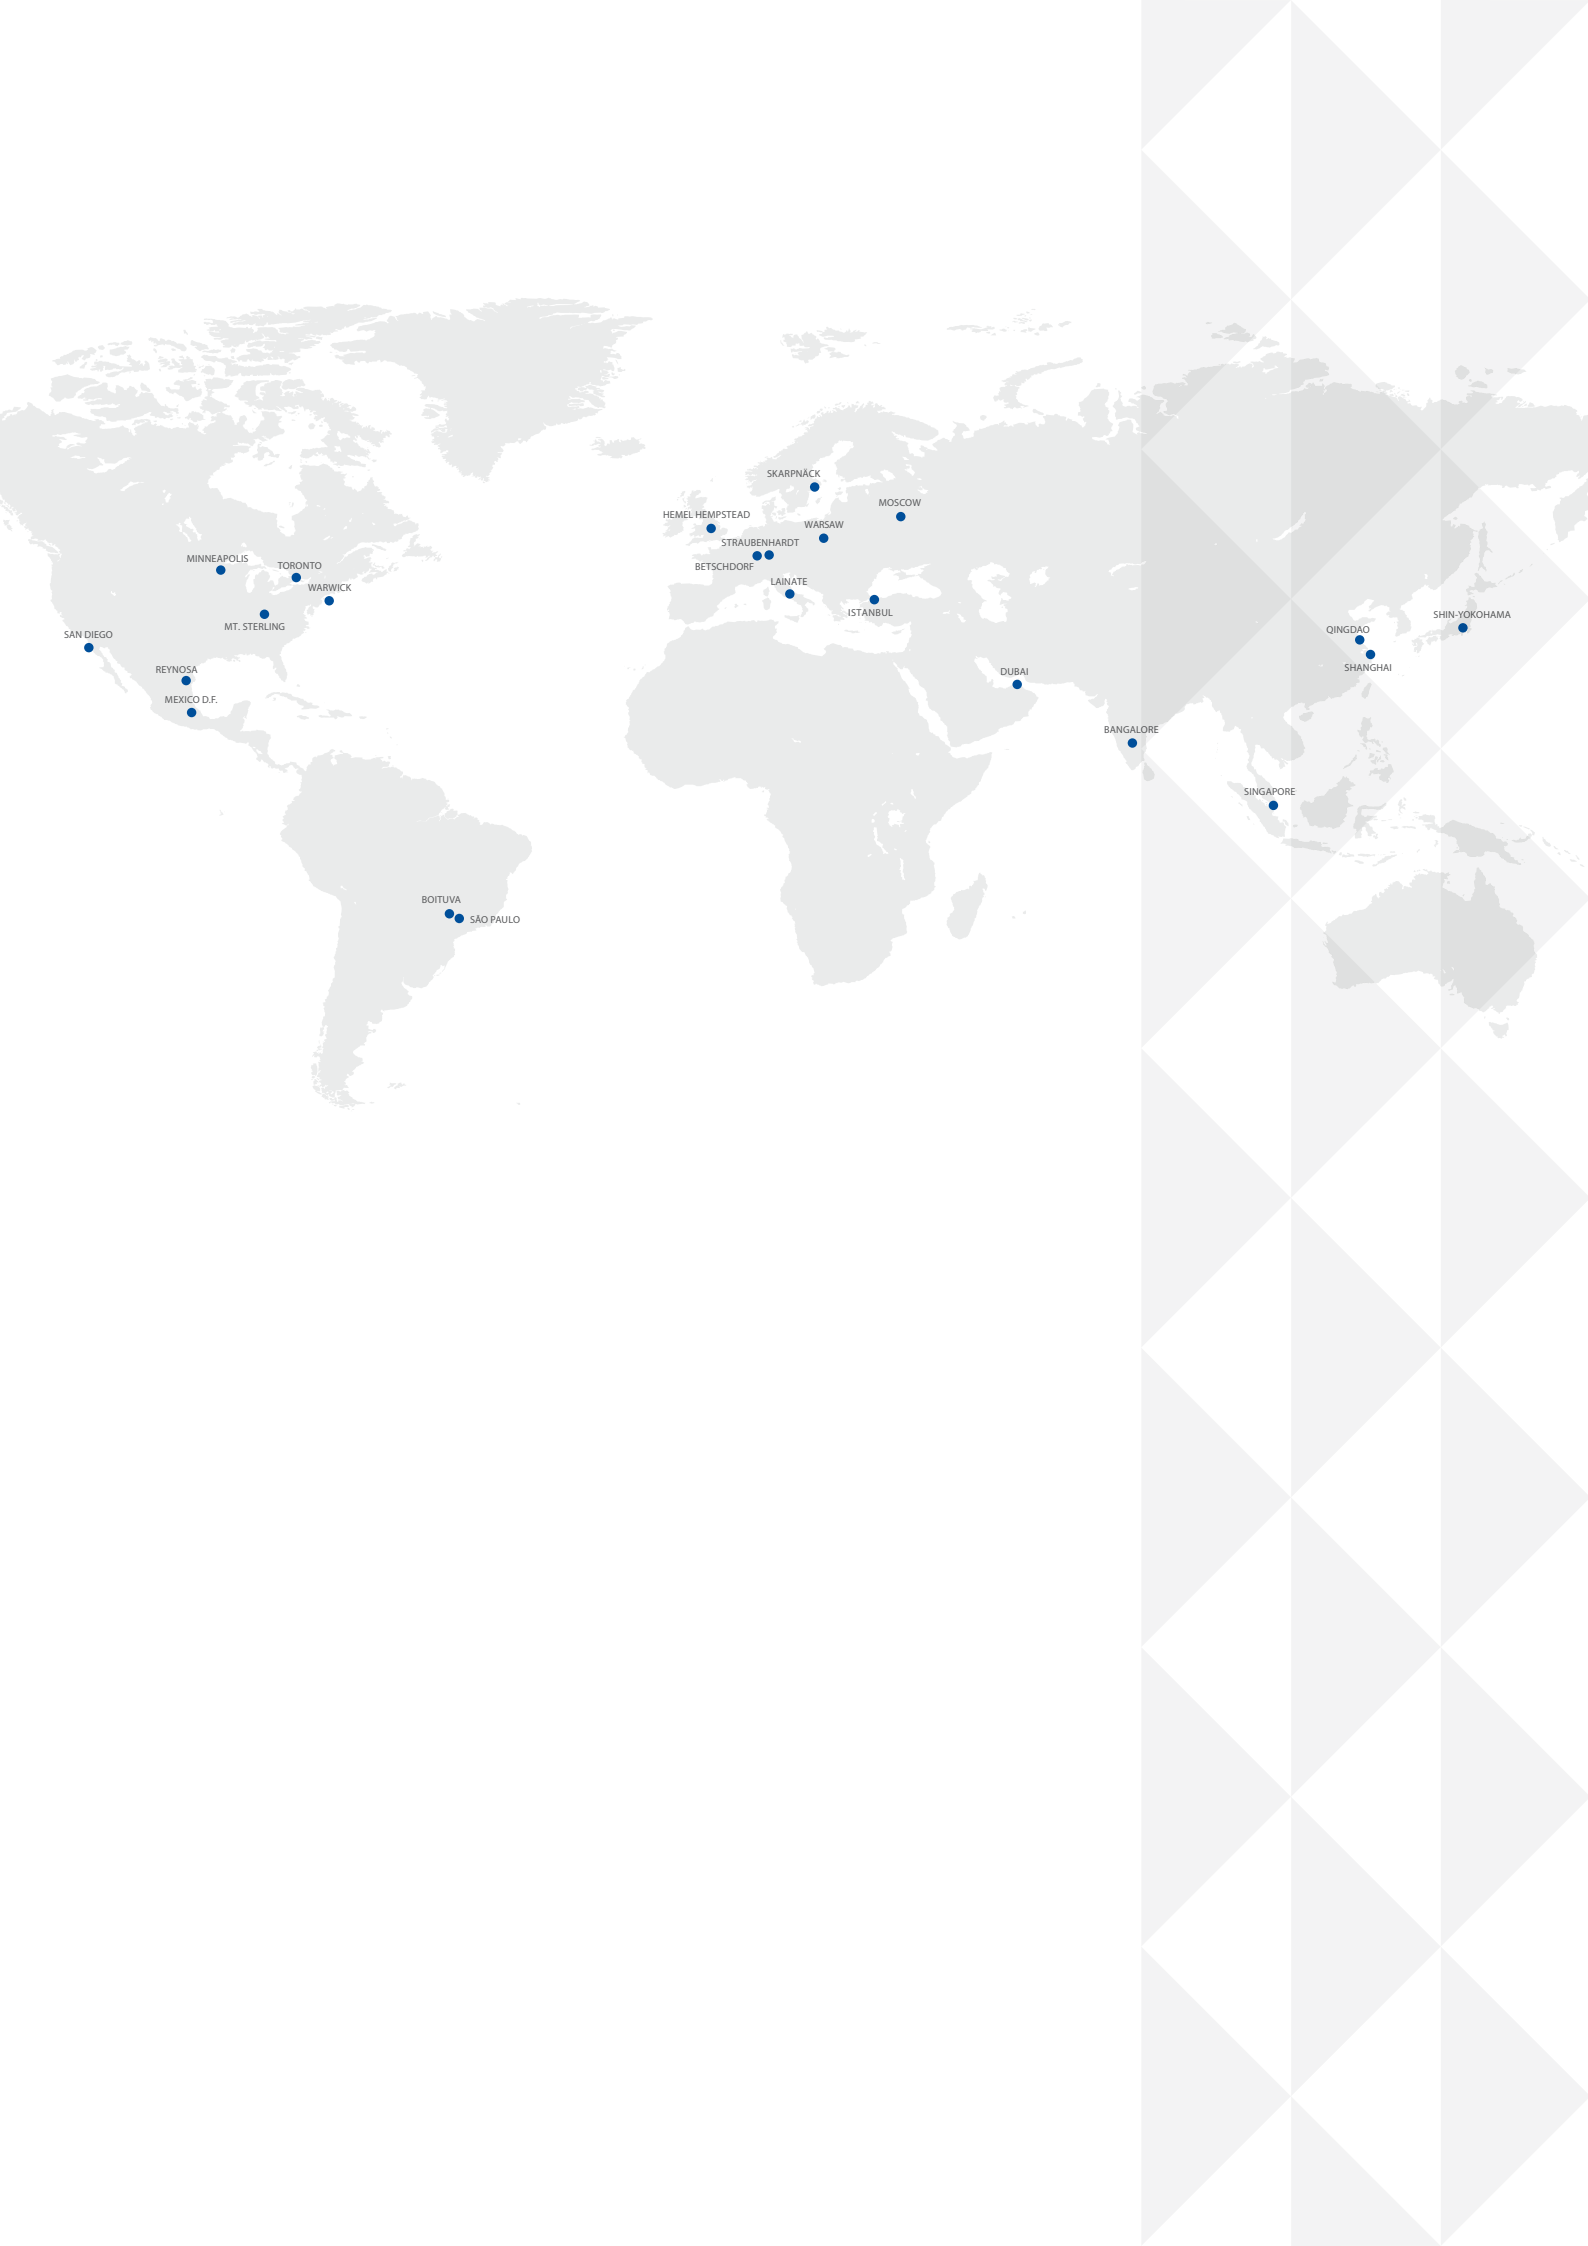 SKARPNÄCK
MOSCOW
HEMEL HEMPSTEAD
WARSAW
STRAUBENHARDT
BETSCHDORF
MINNEAPOLIS
TORONTO
LAINATE
WARWICK
ISTANBUL
MT. STERLING
SAN DIEGO
SHIN-YOKOHAMA
QINGDAO
SHANGHAI
REYNOSA
DUBAI
MEXICO D.F.
BANGALORE
SINGAPORE
BOITUVA
SÃO PAULO